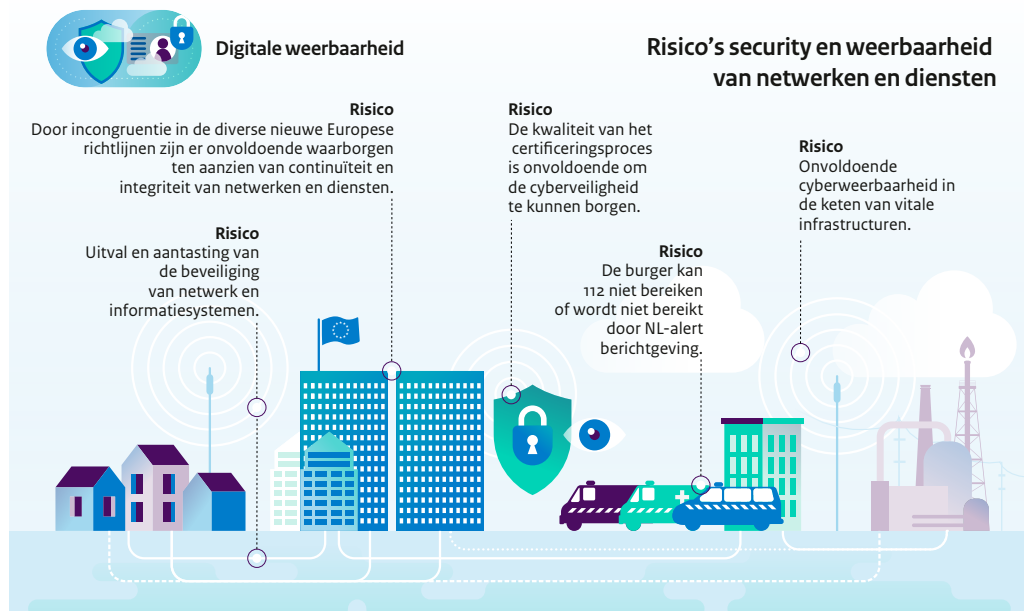 Digitale weerbaarheid
Risico’s security en weerbaarheid
van netwerken en diensten
Risico
Door incongruentie in de diverse nieuwe Europese
richtlijnen zijn er onvoldoende waarborgen
ten aanzien van continuïteit en
integriteit van netwerken en diensten.
Risico
De kwaliteit van het
certificeringsproces
is onvoldoende om
de cyberveiligheid
te kunnen borgen.
Risico
Onvoldoende
cyberweerbaarheid in
de keten van vitale
infrastructuren.
Risico
Uitval en aantasting van
de beveiliging
van netwerk en
informatiesystemen.
Risico
De burger kan
112 niet bereiken
of wordt niet bereikt
door NL-alert
berichtgeving.